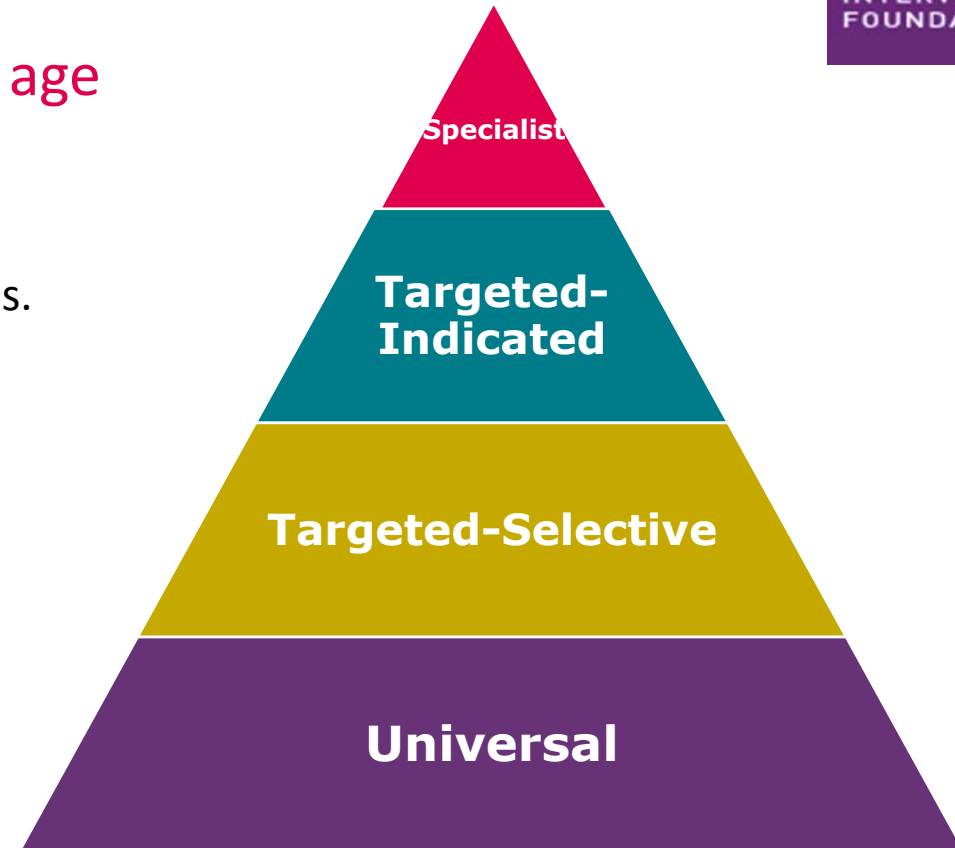 FOUNDA
age
Specialist
s.
Targeted-
Indicated
Targeted-Selective
Universal